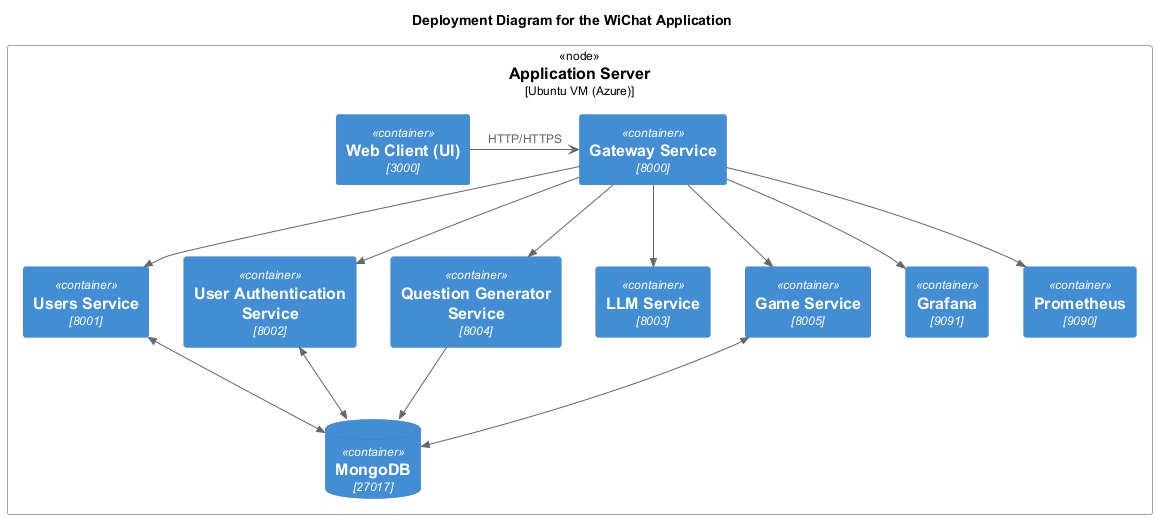 Deployment Diagram for the WiChat Application
«node»
Application Server
[Ubuntu VM (Azure)]
«container»
Web Client (UI)
[3000]
HTTP/HTTPS
«container»
Gateway Service
[8000]
«container»
Users Service
[8001]
«container»
User Authentication
Service
[8002]
«container»
Question Generator
Service
[8004]
«container»
LLM Service
[8003]
«container»
Game Service
[8005]
«container»
Grafana
[9091]
«container»
Prometheus
[9090]
«container»
MongoDB
[27017]